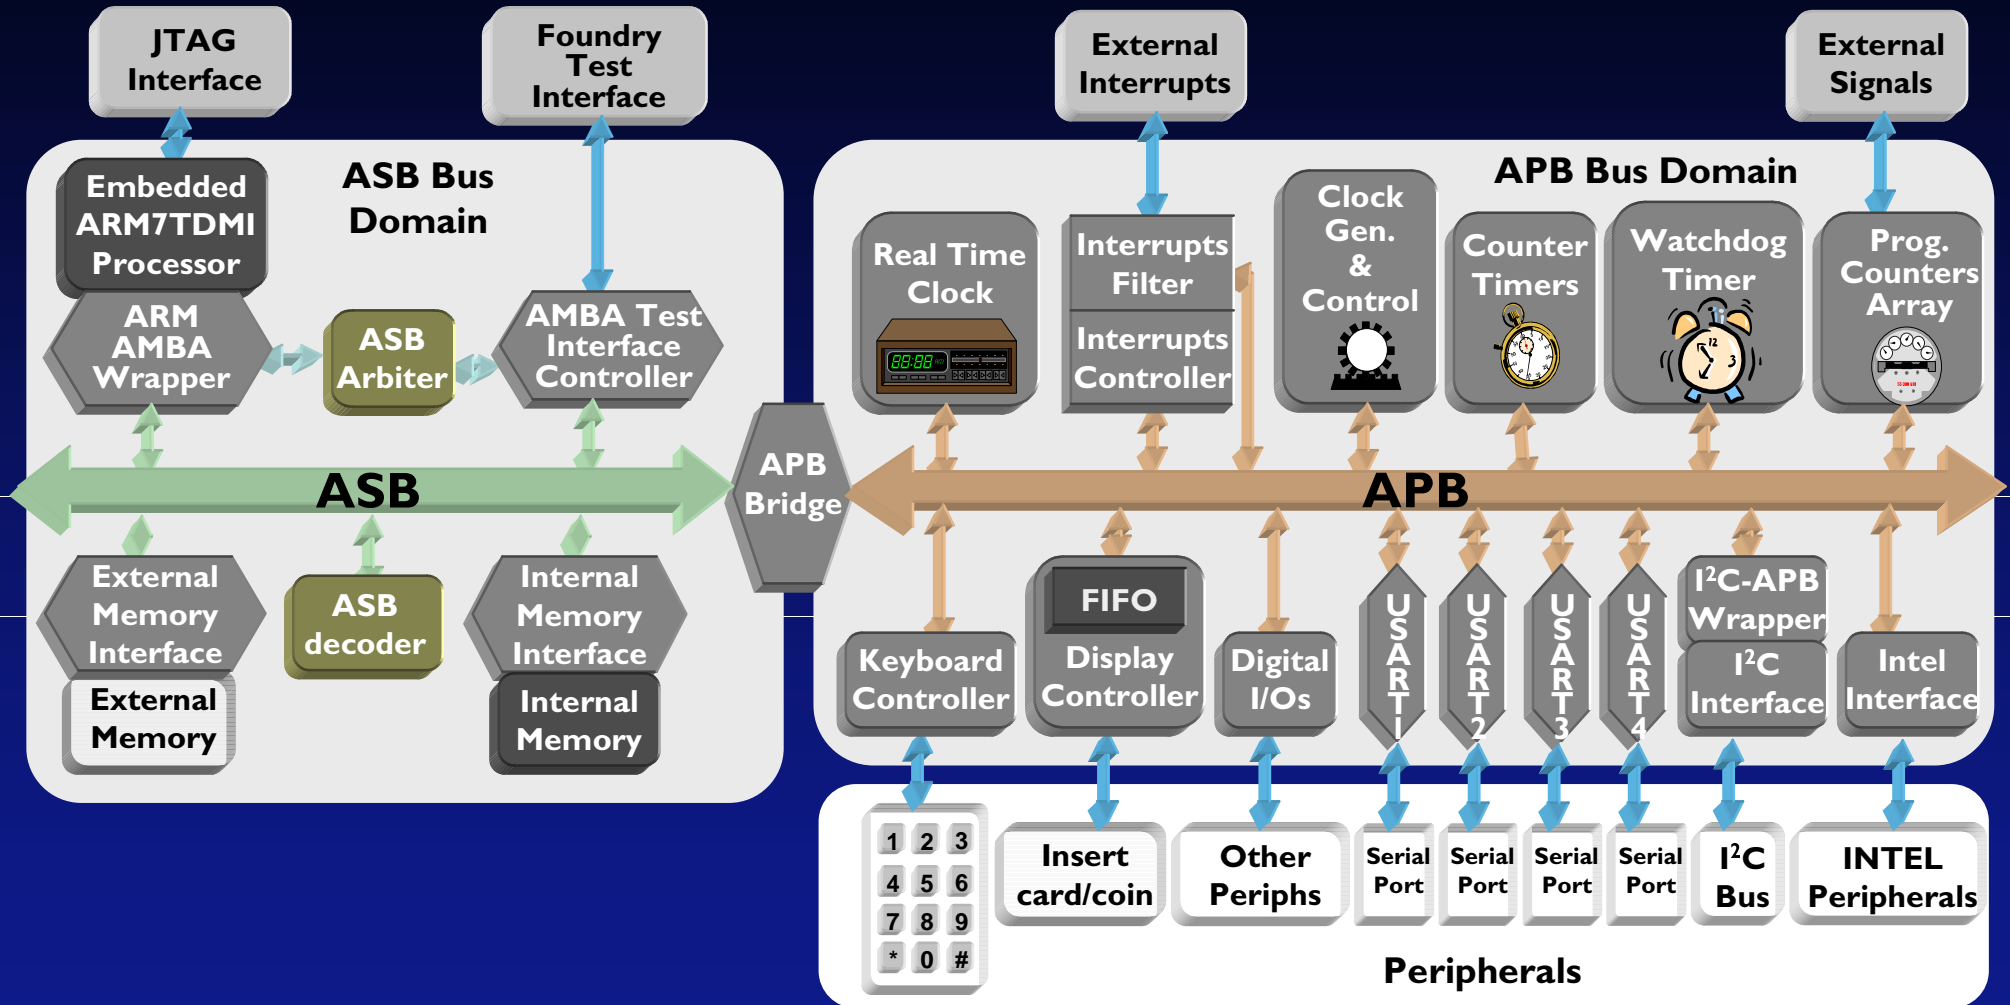 JTAG
Interface
Foundry
Test
Interface
External
Interrupts
External
Signals
ASB Bus
Domain
APB Bus Domain
Embedded
ARM7TDMI
Processor
ARM
AMBA
Wrapper
ASB
Arbiter
AMBA Test
Interface
Controller
Real Time
Clock
00:00
Interrupts
Filter
Interrupts
Controller
Clock
Gen.
&
Control
Counter
Timers
Watchdog
Timer
12
3
Prog.
Counters
Array
ASB
APB
Bridge
APB
External
Memory
Interface
External
Memory
ASB
decoder
Internal
Memory
Interface
Internal
Memory
Keyboard
Controller
FIFO
Display
Controller
Digital
I/Os
USART1
USART2
USART3
USART4
I²C-APB
Wrapper
I²C
Interface
Intel
Interface
1 2 3
4 5 6
7 8 9
* 0 #
Insert
card/coin
Other
Periphs
Serial
Port
Serial
Port
Serial
Port
Serial
Port
I²C
Bus
INTEL
Peripherals
Peripherals